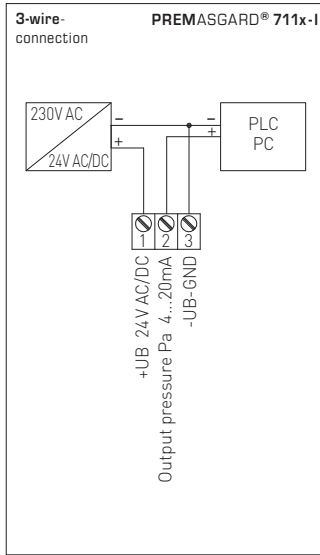 3-wire-
connection
PREMASGARD® 711x-I
230V AC
24V AC/DC
–
+
–
+
PLC
PC
1
2
3
+UB 24V AC/DC
Output pressure Pa 4...20mA
-UB-GND